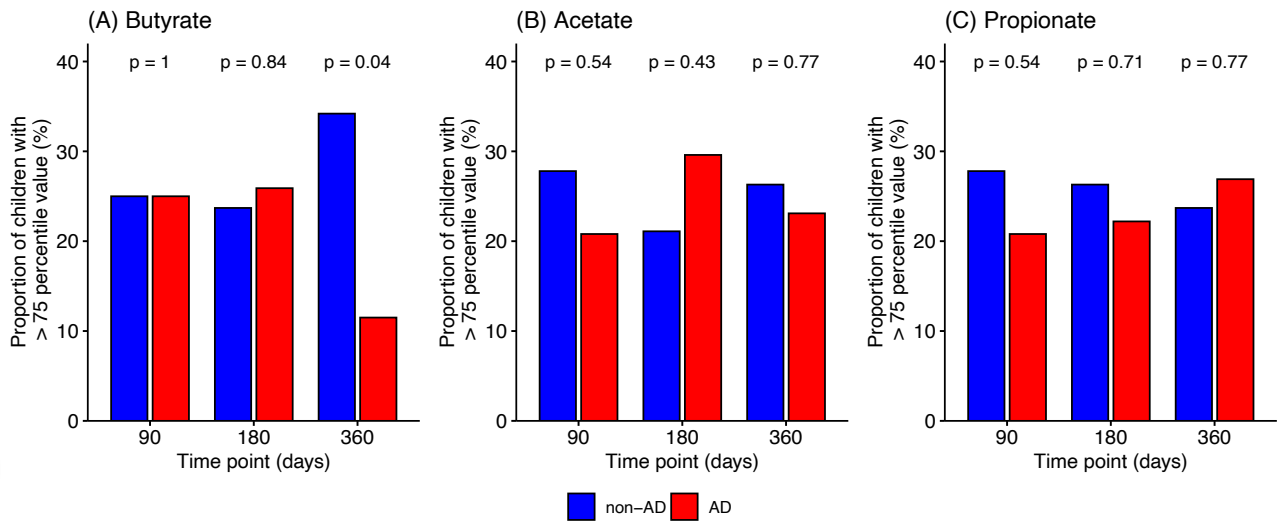 (A) Butyrate
Proportion of children with
> 75 percentile value (%)
40
30
20
10
0
p = 1
p = 0.84
p = 0.04
90
180
360
Time point (days)
(B) Acetate
Proportion of children with
> 75 percentile value (%)
40
30
20
10
0
p = 0.54
p = 0.43
p = 0.77
90
180
360
Time point (days)
(C) Propionate
Proportion of children with
> 75 percentile value (%)
40
30
20
10
0
p = 0.54
p = 0.71
p = 0.77
90
180
360
Time point (days)
non−AD
AD